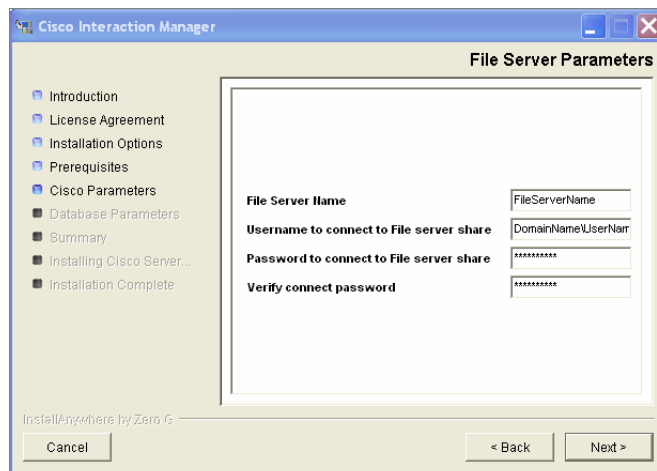 Cisco Interaction Manager
File Server Parameters
Introduction
License Agreement
Installation Options
Prerequisites
Cisco Parameters
Database Parameters
Summary
Installing Cisco Server...
Installation Complete
File Server Name
FileServerName
Username to connect to File server share
DomainName\UserNam
Password to connect to File server share
**********
Verify connect password
**********
InstallAnywhere by Zero G
Cancel
< Back
Next >